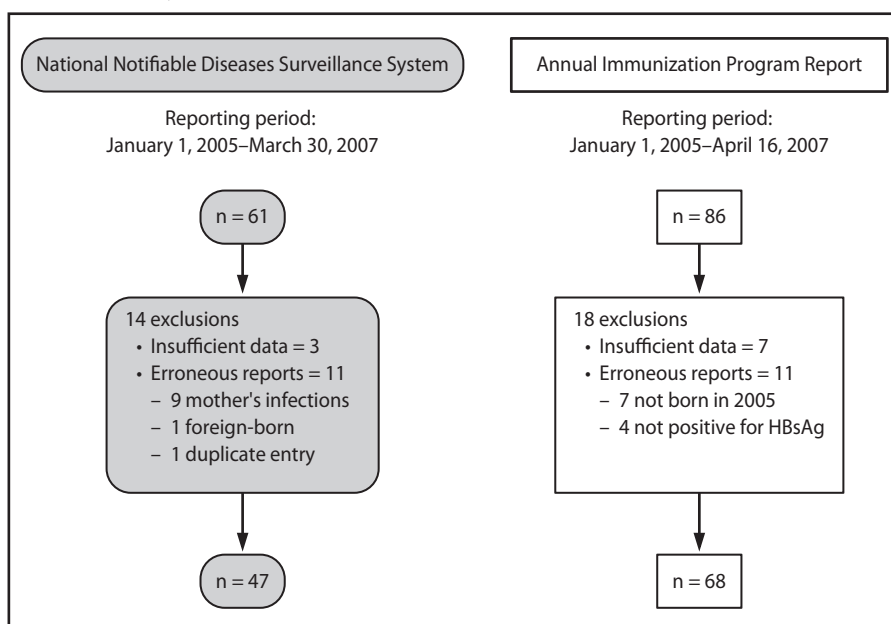 National Notifiable Diseases Surveillance System
Reporting period:
January 1, 2005–March 30, 2007
n = 61
14 exclusions
• Insufficient data = 3
• Erroneous reports = 11
– 9 mother's infections
– 1 foreign-born
– 1 duplicate entry
n = 47
Annual Immunization Program Report
Reporting period:
January 1, 2005–April 16, 2007
n = 86
18 exclusions
• Insufficient data = 7
• Erroneous reports = 11
– 7 not born in 2005
– 4 not positive for HBsAg
n = 68